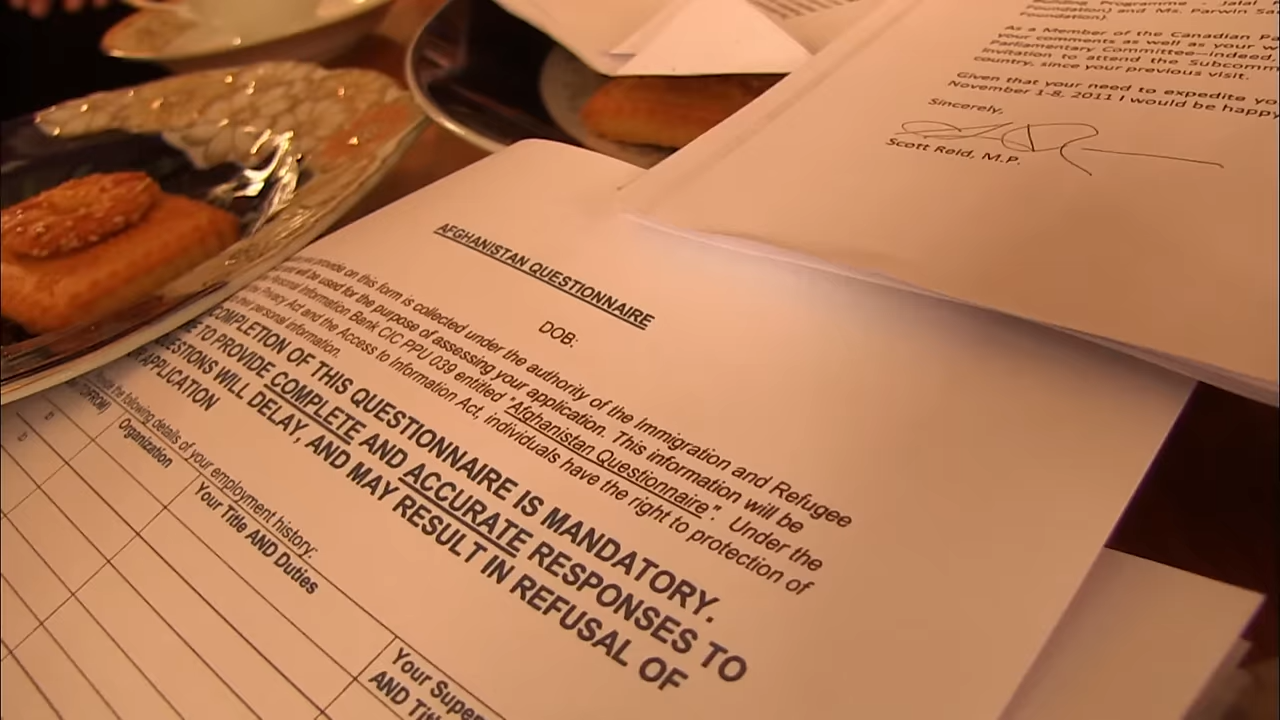 Building Programme - Jalal
Foundation) and Ms. Parwin
Foundation).
As a Member of the Canadian
your comments as well as your
Parliamentary Committee—indeed,
invitation to attend the
country, since your previous visit.
Given that your need to expedite
November 1-8, 2011 I would be happy
Sincerely,
Scott Reid, M.P.
AFGHANISTAN QUESTIONNAIRE
DOB:
provide on this form is collected under the authority of the Immigration and Refugee
will be used for the purpose of assessing your application. This information will be
Information Bank CIC PPU 039 entitled "Afghanistan Questionnaire". Under the
Privacy Act and the Access to Information Act, individuals have the right to protection of
personal information.
COMPLETION OF THIS QUESTIONNAIRE IS MANDATORY.
TO PROVIDE COMPLETE AND ACCURATE RESPONSES TO
WILL DELAY, AND MAY RESULT IN REFUSAL OF
APPLICATION
the following details of your employment history:
Organization
Your Title AND Duties
Your
AND